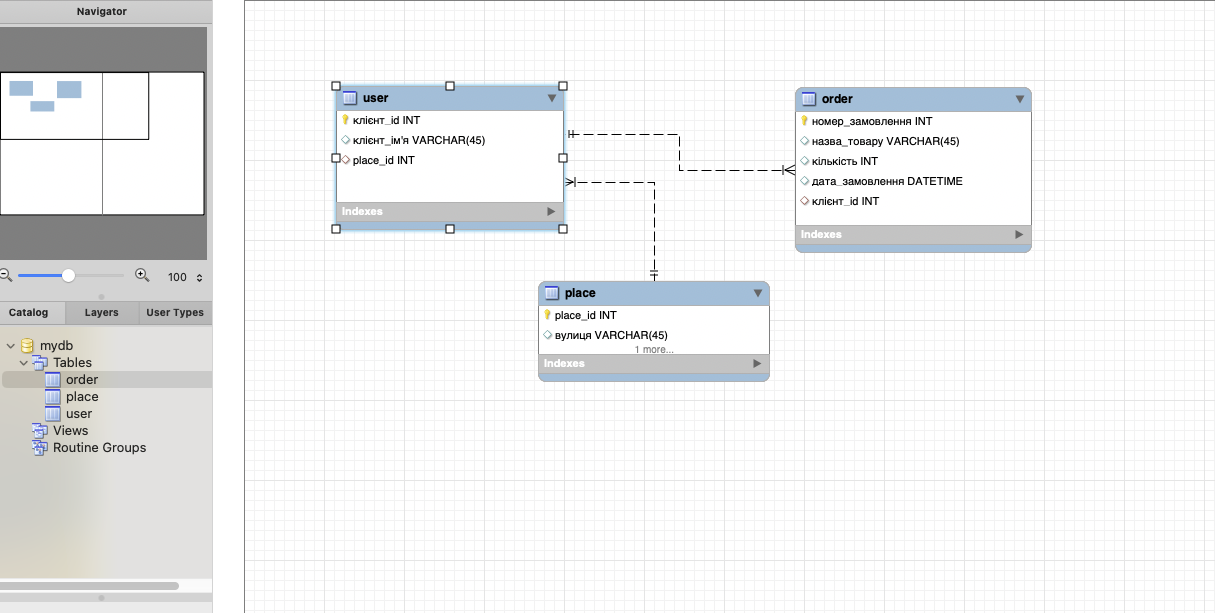 Navigator
100
Catalog
Layers
User Types
mydb
Tables
order
place
user
Views
Routine Groups
user
клієнт_id INT
клієнт_ім'я VARCHAR(45)
place_id INT
Indexes
order
номер_замовлення INT
назва_товару VARCHAR(45)
кількість INT
дата_замовлення DATETIME
клієнт_id INT
Indexes
place
place_id INT
вулиця VARCHAR(45)
1 more...
Indexes